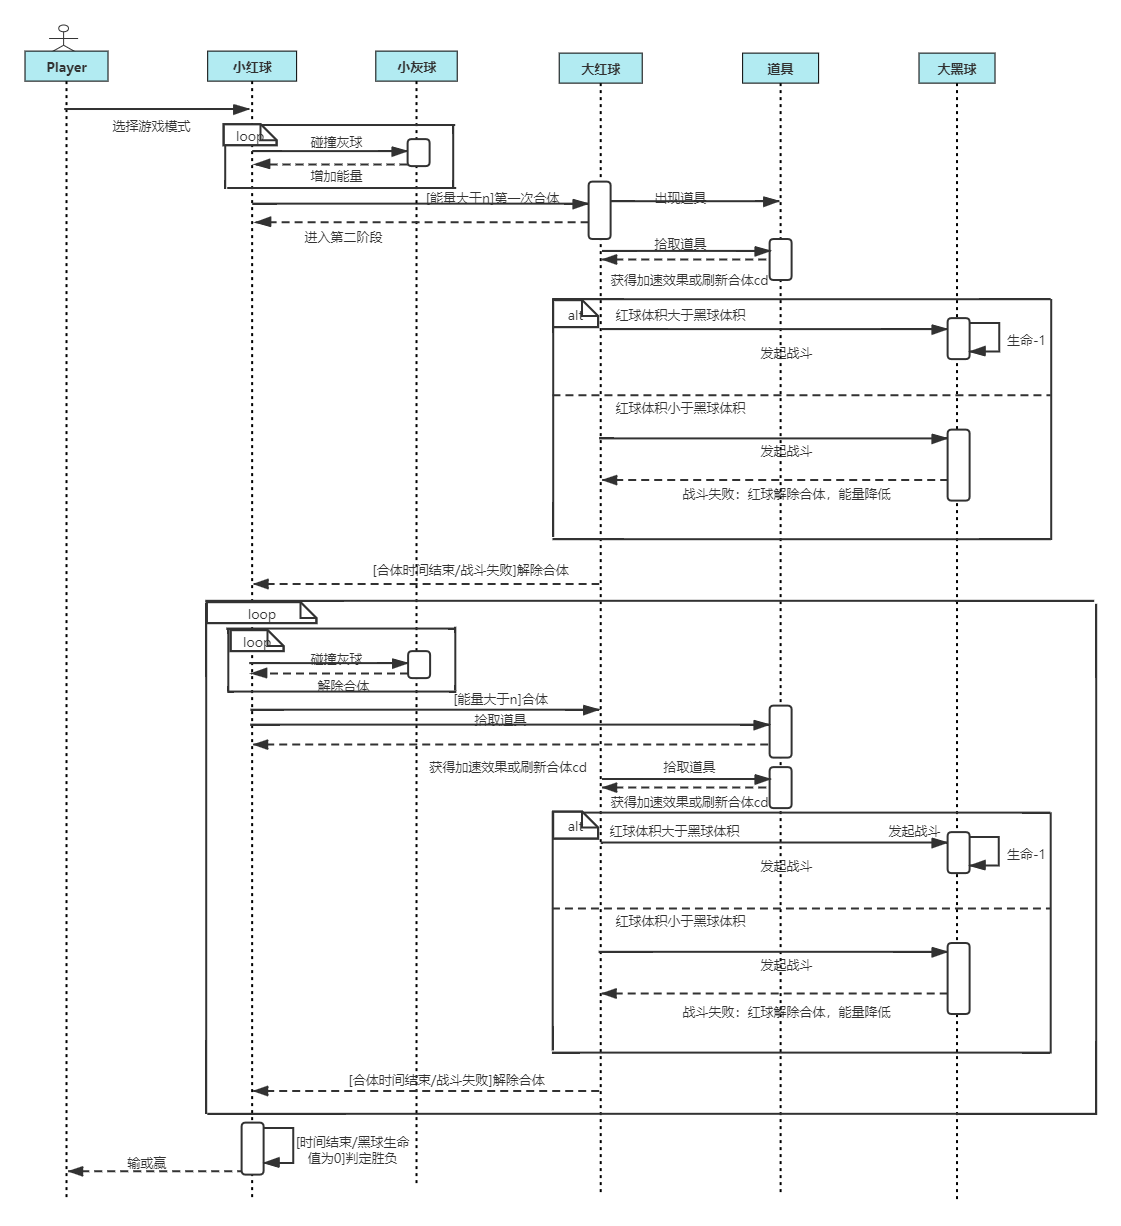 Player
小红球
小灰球
大红球
道具
大黑球
选择游戏模式
loop
碰撞灰球
增加能量
[能量大于n]第一次合体
出现道具
进入第二阶段
拾取道具
获得加速效果或刷新合体cd
alt
红球体积大于黑球体积
生命-1
发起战斗
红球体积小于黑球体积
发起战斗
战斗失败：红球解除合体，能量降低
[合体时间结束/战斗失败]解除合体
loop
loop
碰撞灰球
解除合体
[能量大于n]合体
拾取道具
获得加速效果或刷新合体cd
拾取道具
获得加速效果或刷新合体cd
alt
红球体积大于黑球体积
发起战斗
生命-1
发起战斗
红球体积小于黑球体积
发起战斗
战斗失败：红球解除合体，能量降低
[合体时间结束/战斗失败]解除合体
[时间结束/黑球生命
值为0]判定胜负
输或赢